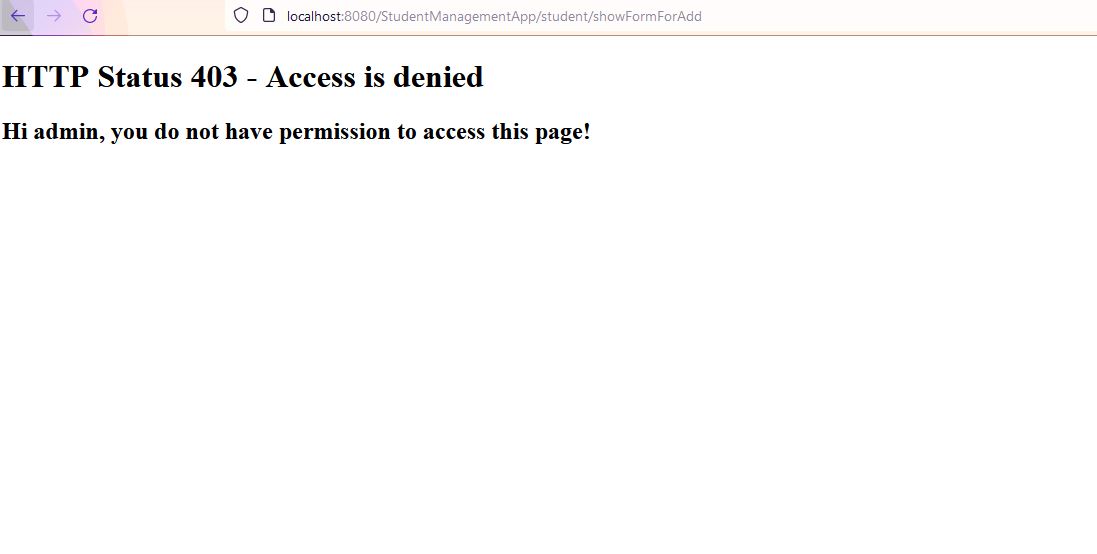 localhost:8080/StudentManagementApp/student/showFormForAdd
HTTP Status 403 - Access is denied
Hi admin, you do not have permission to access this page!